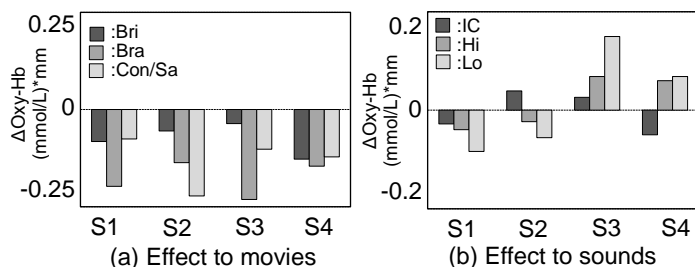 0.25
0
-0.25
ΔOxy-Hb
(mmol/L)*mm
:Bri
:Bra
:Con/Sa
S1 S2 S3 S4
(a) Effect to movies
0.2
0
-0.2
ΔOxy-Hb
(mmol/L)*mm
:IC
:Hi
:Lo
S1 S2 S3 S4
(b) Effect to sounds